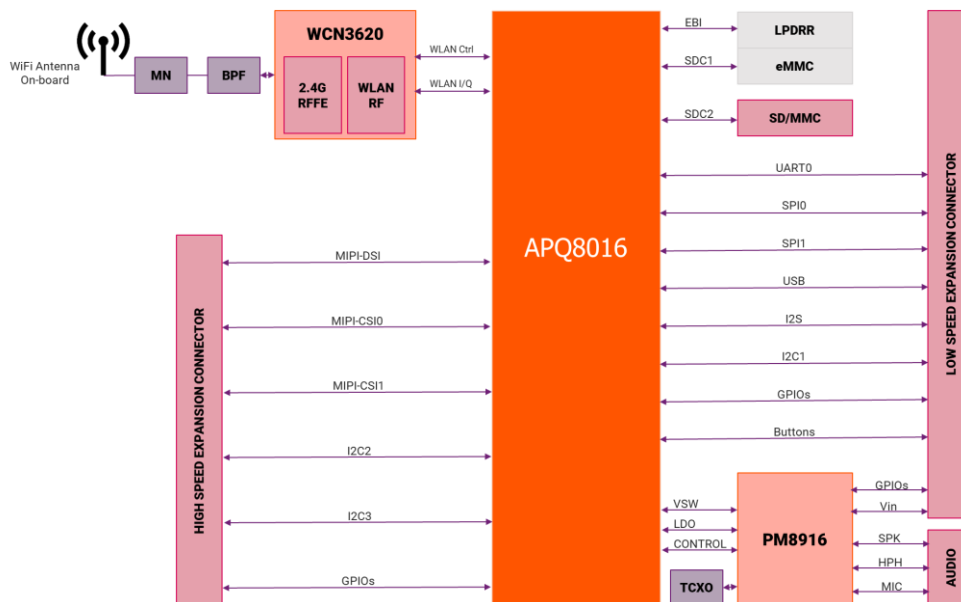 WiFi Antenna
On-board
MN
BPF
WCN3620
2.4G
RFFE
WLAN
RF
WLAN Ctrl
WLAN I/Q
APQ8016
EBI
LPDRR
SDC1
eMMC
SDC2
SD/MMC
UART0
SPI0
SPI1
USB
I2S
I2C1
GPIOs
Buttons
LOW SPEED EXPANSION CONNECTOR
HIGH SPEED EXPANSION CONNECTOR
MIPI-DSI
MIPI-CSI0
MIPI-CSI1
I2C2
I2C3
GPIOs
VSW
LDO
CONTROL
TCXO
PM8916
GPIOs
Vin
SPK
HPH
MIC
AUDIO